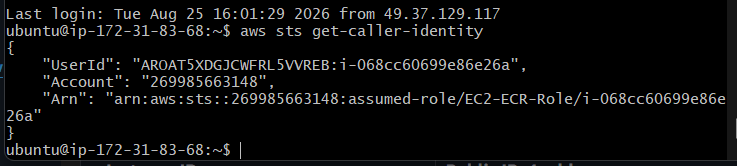 Last login: Tue Aug 25 16:01:29 2026 from 49.37.129.117
ubuntu@ip-172-31-83-68:~$ aws sts get-caller-identity
{
    "UserId": "AROAT5XDGJCWFRL5VVREB:i-068cc60699e86e26a",
    "Account": "269985663148",
    "Arn": "arn:aws:sts::269985663148:assumed-role/EC2-ECR-Role/i-068cc60699e86e
26a"
}
ubuntu@ip-172-31-83-68:~$